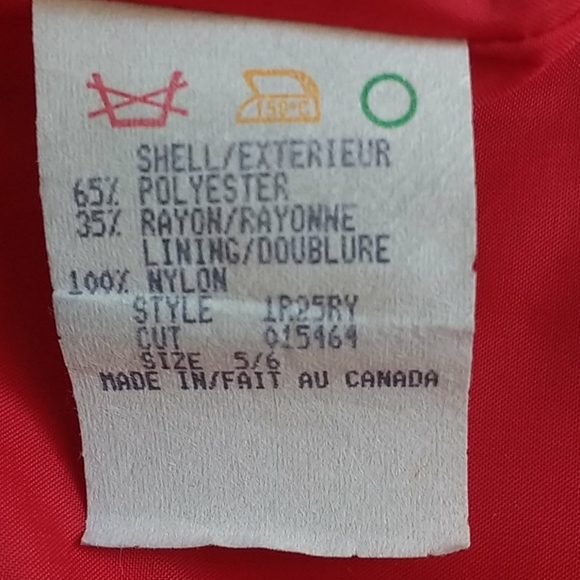 150°C
SHELL/EXTERIEUR
65% POLYESTER
35% RAYON/RAYONNE
LINING/DOUBLURE
100% NYLON
STYLE 1R25RY
CUT 015464
SIZE 5/6
MADE IN/FAIT AU CANADA